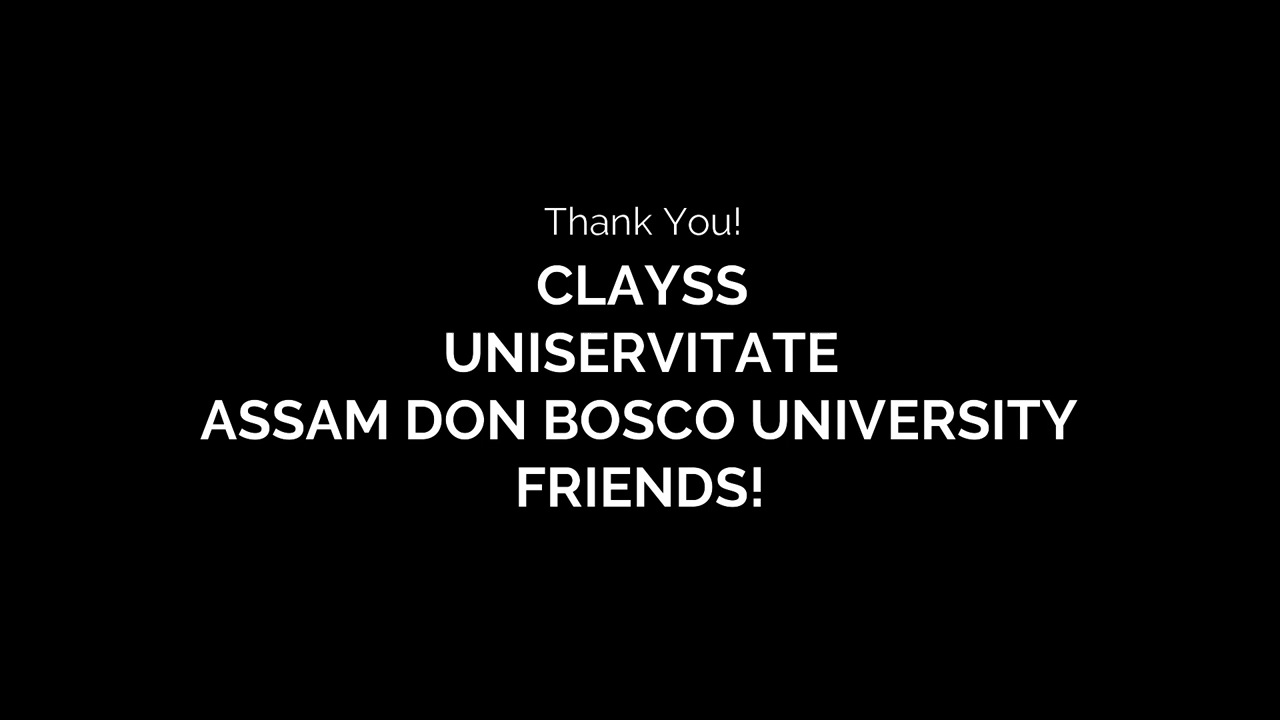 Thank You!
CLAYSS
UNISERVITATE
ASSAM DON BOSCO UNIVERSITY
FRIENDS!